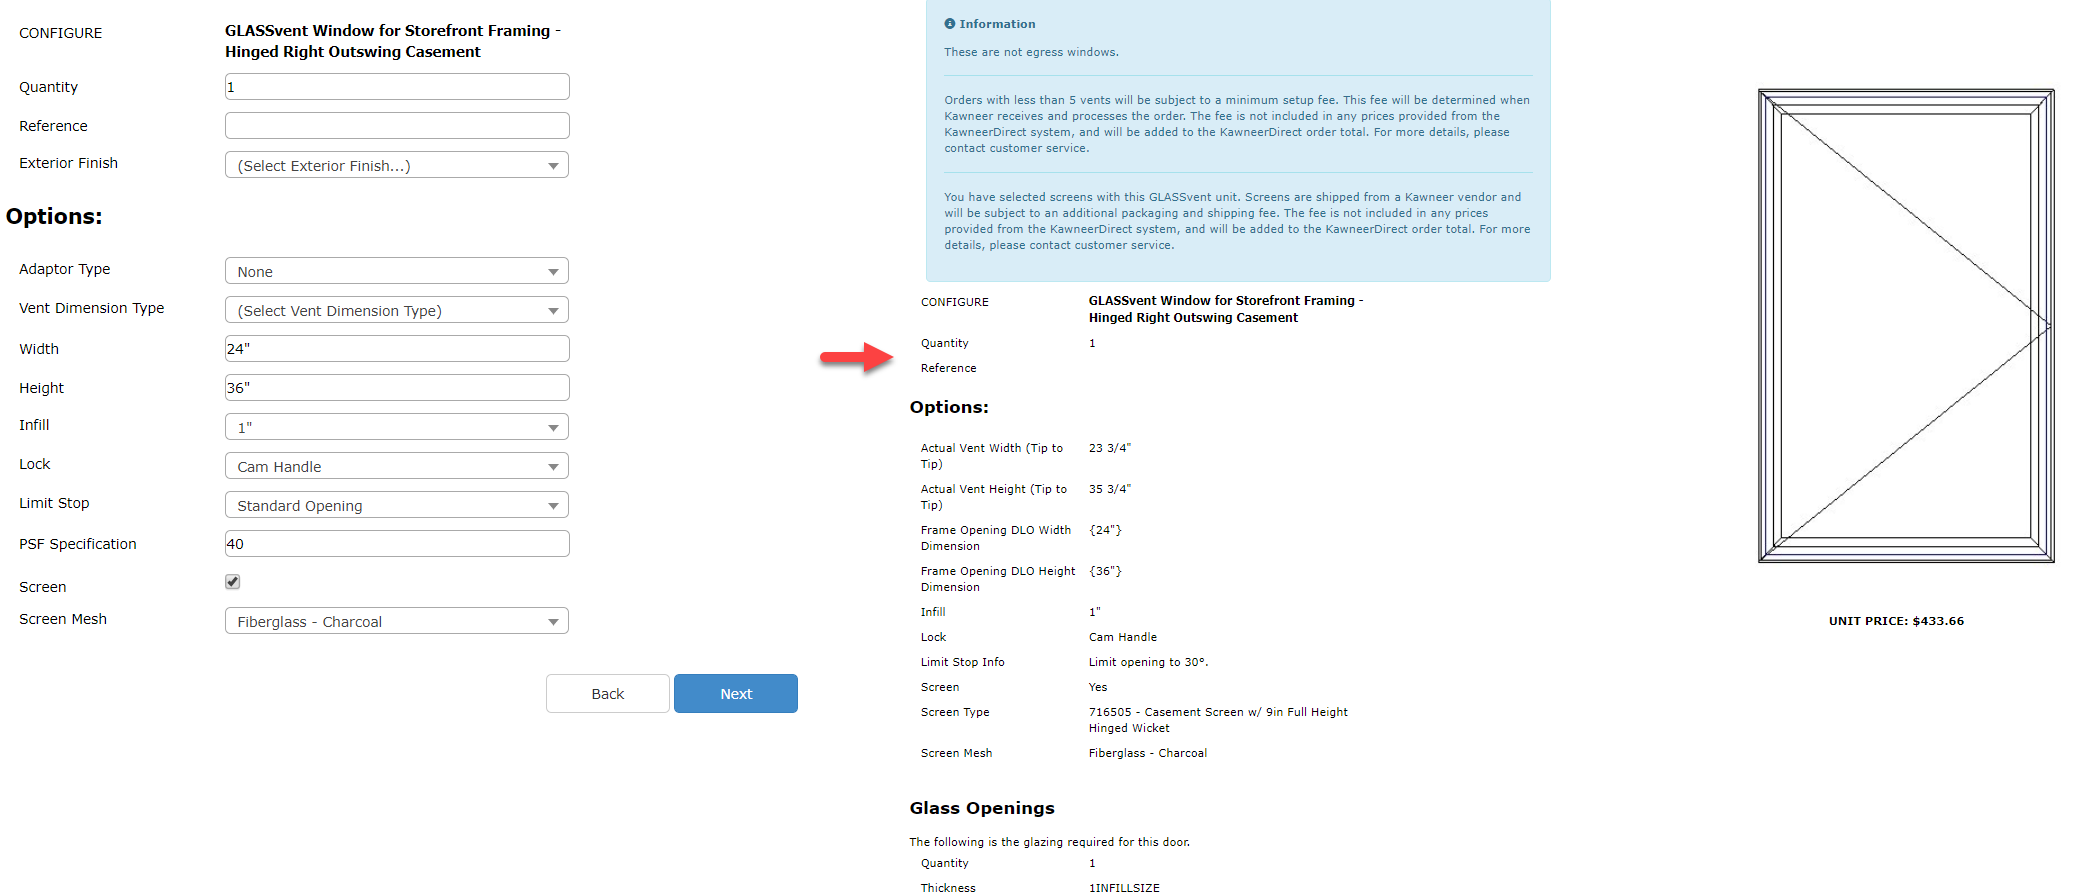 CONFIGURE
GLASSvent Window for Storefront Framing -
Hinged Right Outswing Casement
Quantity
1
Reference
Exterior Finish
(Select Exterior Finish...)
Options:
Adaptor Type
None
Vent Dimension Type
(Select Vent Dimension Type)
Width
24"
Height
36"
Infill
1"
Lock
Cam Handle
Limit Stop
Standard Opening
PSF Specification
40
Screen
Screen Mesh
Fiberglass - Charcoal
Back
Next
Information
These are not egress windows.
Orders with less than 5 vents will be subject to a minimum setup fee. This fee will be determined when
Kawneer receives and processes the order. The fee is not included in any prices provided from the
KawneerDirect system, and will be added to the KawneerDirect order total. For more details, please
contact customer service.
You have selected screens with this GLASSvent unit. Screens are shipped from a Kawneer vendor and
will be subject to an additional packaging and shipping fee. The fee is not included in any prices
provided from the KawneerDirect system, and will be added to the KawneerDirect order total. For more
details, please contact customer service.
CONFIGURE
GLASSvent Window for Storefront Framing -
Hinged Right Outswing Casement
Quantity
1
Reference
Options:
Actual Vent Width (Tip to
Tip)
23 3/4"
Actual Vent Height (Tip to
Tip)
35 3/4"
Frame Opening DLO Width
Dimension
{24"}
Frame Opening DLO Height
Dimension
{36"}
Infill
1"
Lock
Cam Handle
Limit Stop Info
Limit opening to 30°.
Screen
Yes
Screen Type
716505 - Casement Screen w/ 9in Full Height
Hinged Wicket
Screen Mesh
Fiberglass - Charcoal
Glass Openings
The following is the glazing required for this door.
Quantity
1
Thickness
1INFILLSIZE
UNIT PRICE: $433.66